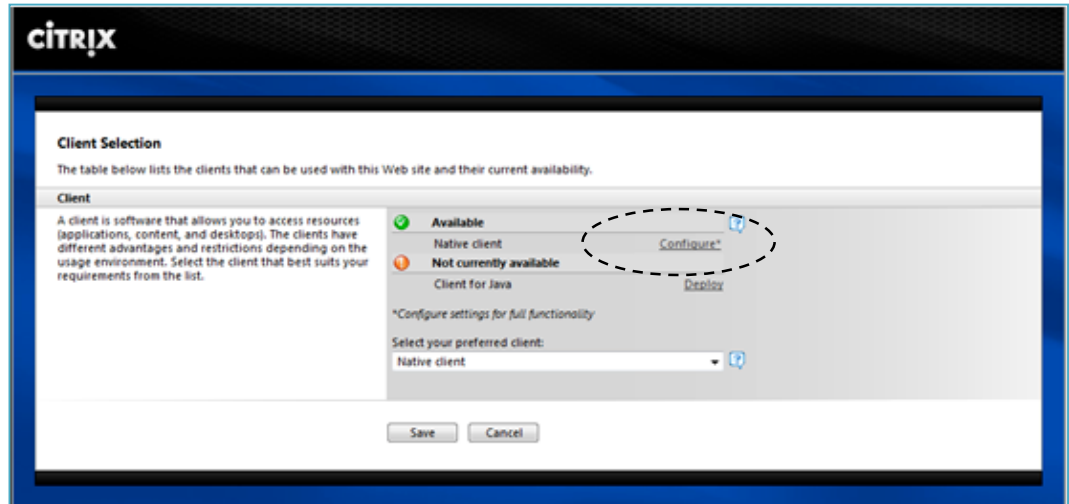 CİTRỊX
Client Selection
The table below lists the clients that can be used with this Web site and their current availability.
Client
A client is software that allows you to access resources
(applications, content, and desktops). The clients have
different advantages and restrictions depending on the
usage environment. Select the client that best suits your
requirements from the list.
Available
Native client Configure*
Not currently available
Client for Java Deploy
*Configure settings for full functionality
Select your preferred client:
Native client
Save Cancel